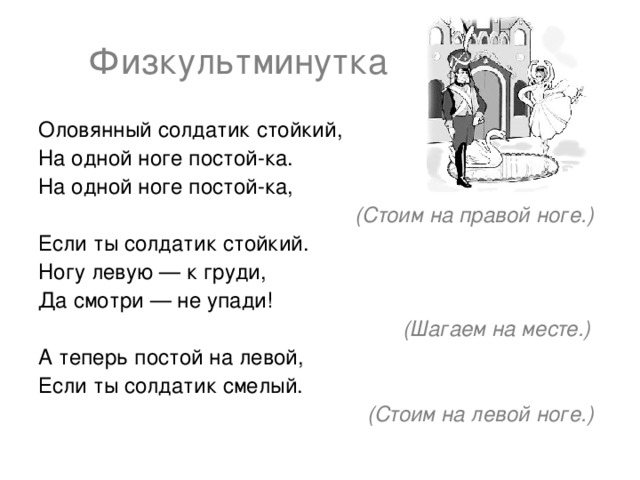 Физкультминутка
Оловянный солдатик стойкий,
На одной ноге постой-ка.
На одной ноге постой-ка,
(Стоим на правой ноге.)
Если ты солдатик стойкий.
Ногу левую — к груди,
Да смотри — не упади!
(Шагаем на месте.)
А теперь постой на левой,
Если ты солдатик смелый.
(Стоим на левой ноге.)